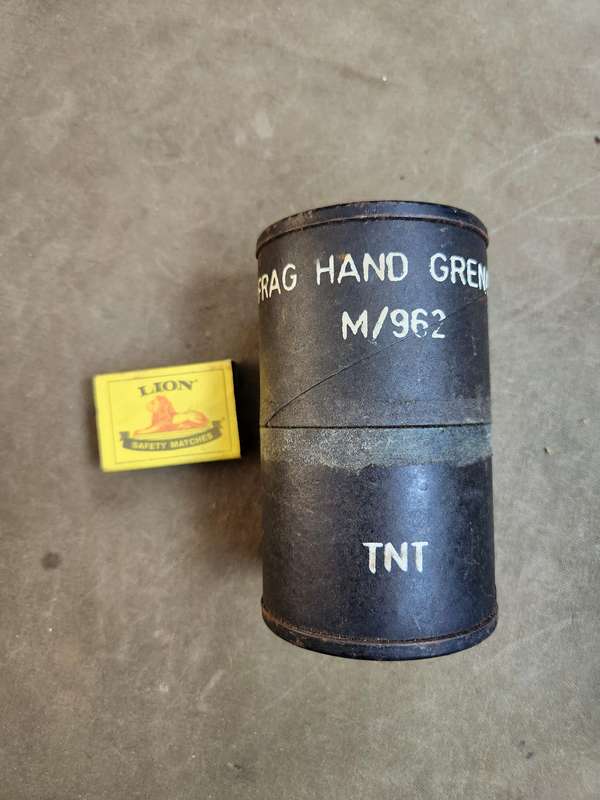 LION
SAFETY MATCHES
FRAG HAND GREN
M/962
TNT